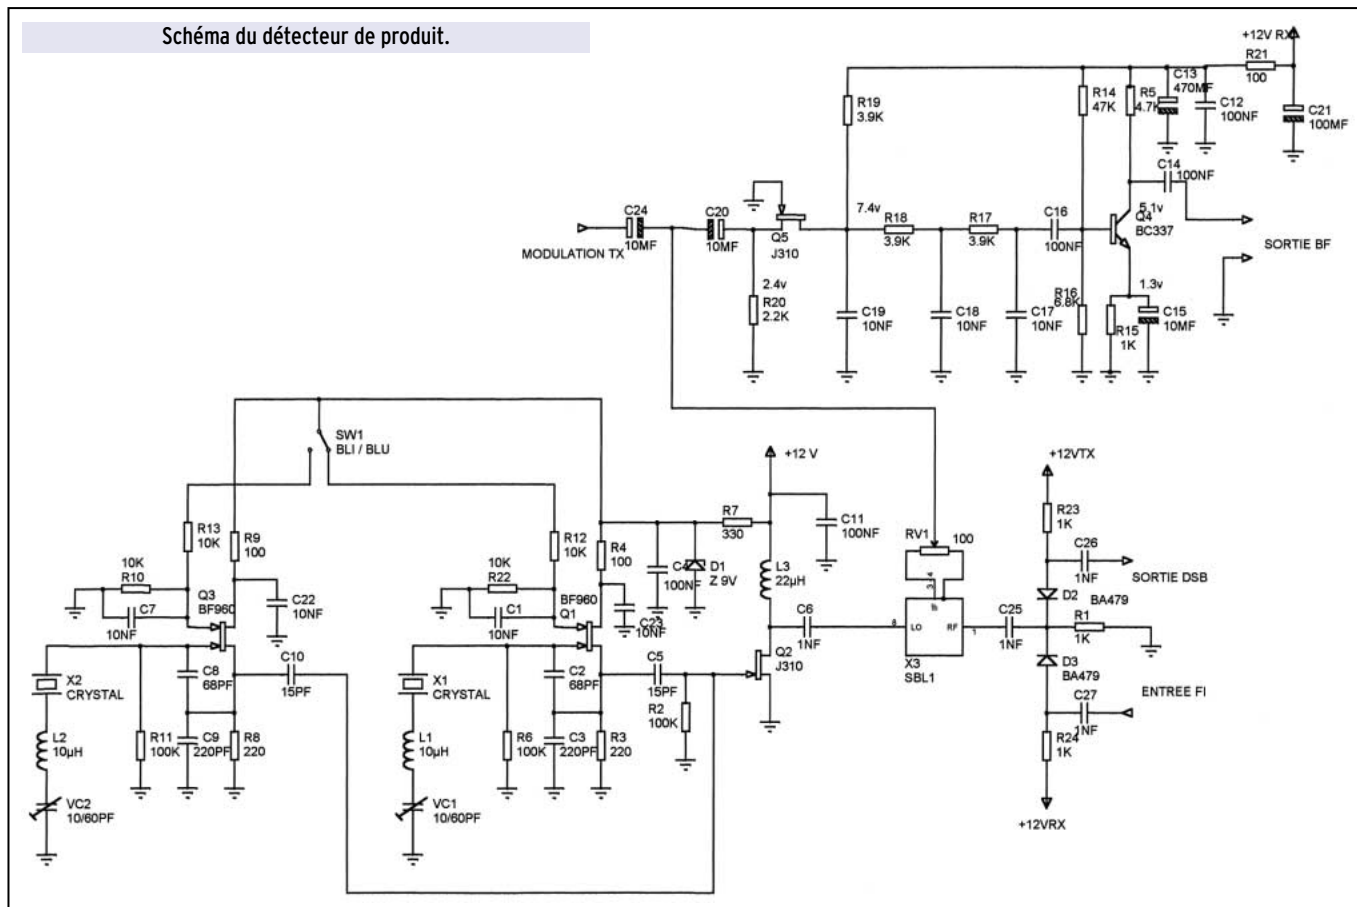 Schéma du détecteur de produit.
+12V RX
R21
100
C13
470MF
R14
47K
R5
4.7K
C12
100NF
C21
100MF
R19
3.9K
C14
100NF
C24
10MF
C20
10MF
7.4v
R18
3.9K
R17
3.9K
C16
100NF
5.1v
Q4
BC337
SORTIE BF
MODULATION TX
Q5
J310
2.4v
R20
2.2K
C19
10NF
C18
10NF
C17
10NF
R16
6.8K
1.3v
R15
1K
C15
10MF
SW1
BLI / BLU
+12 V
+12VTX
R13
10K
R9
100
R12
10K
R4
100
R7
330
C11
100NF
R23
1K
10K
R10
10K
R22
C4
100NF
D1
Z 9V
L3
22µH
RV1
100
C26
1NF
SORTIE DSB
Q3
BF960
C7
10NF
C22
10NF
BF960
Q1
C1
10NF
C23
10NF
C6
1NF
3,4
IF
8
LO
RF
1
C25
1NF
D2
BA479
R1
1K
X3
SBL1
D3
BA479
X2
CRYSTAL
C8
68PF
C10
15PF
X1
CRYSTAL
C2
68PF
C5
15PF
Q2
J310
R2
100K
C27
1NF
ENTREE FI
L2
10µH
R11
100K
C9
220PF
R8
220
L1
10µH
R6
100K
C3
220PF
R3
220
R24
1K
VC2
10/60PF
VC1
10/60PF
+12VRX